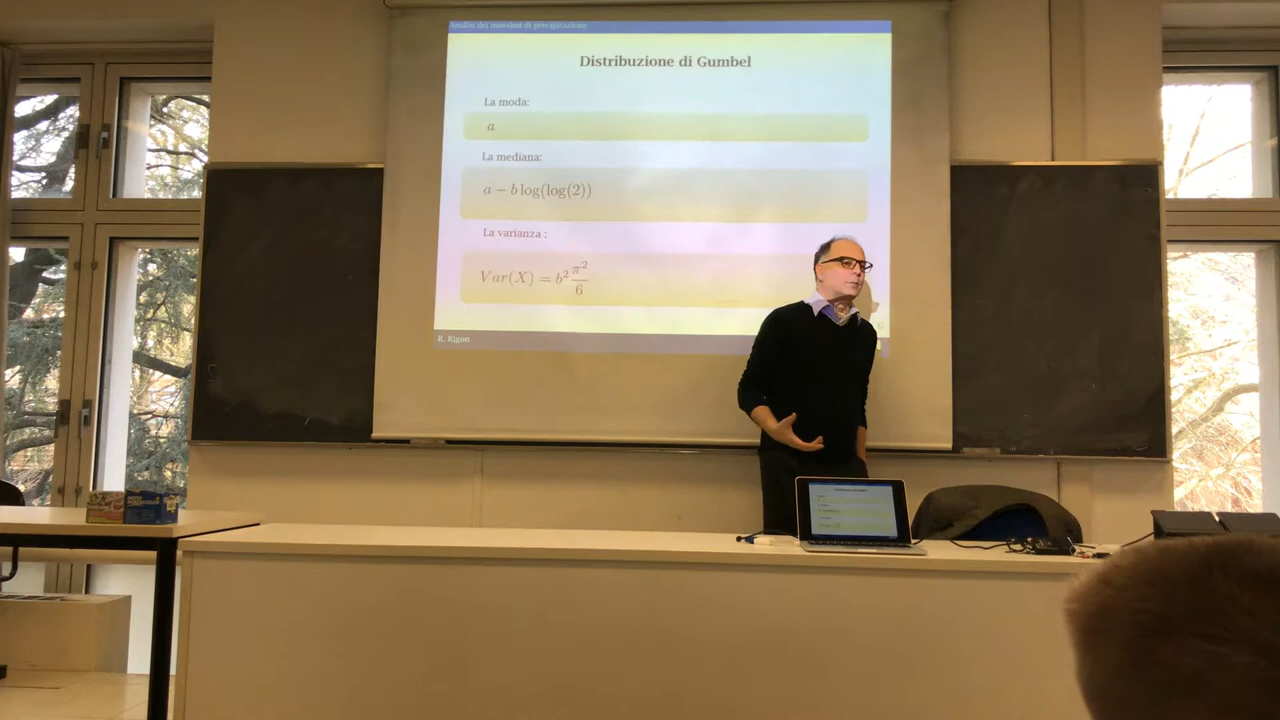 Analisi dei massimi di precipitazione
Distribuzione di Gumbel
La moda:
a
La mediana:
a − b log(log(2))
La varianza :
Var(X) = b² π²/6
R. Rigon